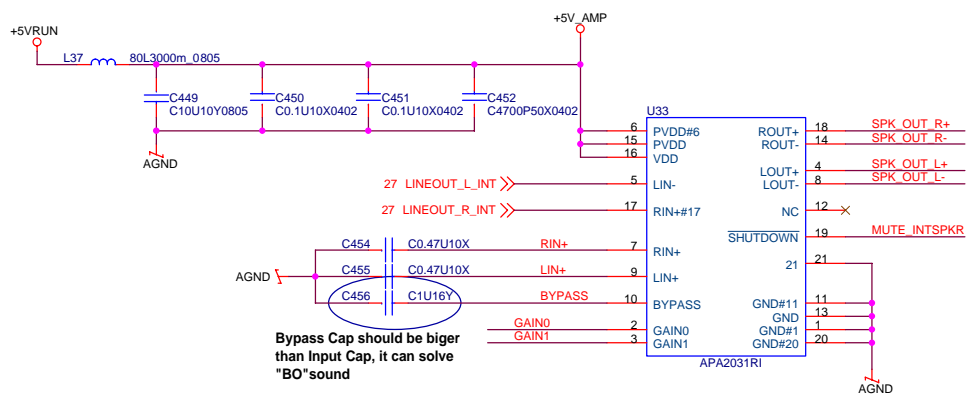 +5V_AMP
+5VRUN
L37 80L3000m_0805
C449
C10U10Y0805
C450
C0.1U10X0402
C451
C0.1U10X0402
C452
C4700P50X0402
AGND
U33
6 PVDD#6
15 PVDD
16 VDD
27 LINEOUT_L_INT 5 LIN-
27 LINEOUT_R_INT 17 RIN+#17
C454 C0.47U10X RIN+ 7 RIN+
AGND C455 C0.47U10X LIN+ 9 LIN+
C456 C1U16Y BYPASS 10 BYPASS
GAIN0 2 GAIN0
GAIN1 3 GAIN1
ROUT+ 18 SPK_OUT_R+
ROUT- 14 SPK_OUT_R-
LOUT+ 4 SPK_OUT_L+
LOUT- 8 SPK_OUT_L-
NC 12
SHUTDOWN 19 MUTE_INTSPKR
21 21
GND#11 11
GND 13
GND#1 1
GND#20 20
APA2031RI
AGND
Bypass Cap should be biger
than Input Cap, it can solve
"BO"sound